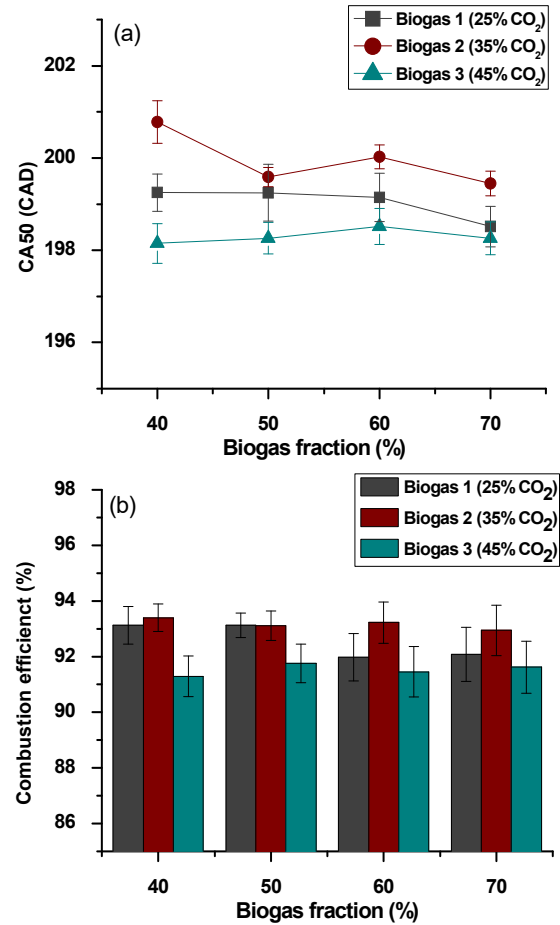 (a)
Biogas 1 (25% CO2)
Biogas 2 (35% CO2)
Biogas 3 (45% CO2)
202
200
198
196
CA50 (CAD)
40 50 60 70
Biogas fraction (%)
(b)
Biogas 1 (25% CO2)
Biogas 2 (35% CO2)
Biogas 3 (45% CO2)
98
96
94
92
90
88
86
Combustion efficienct (%)
40 50 60 70
Biogas fraction (%)